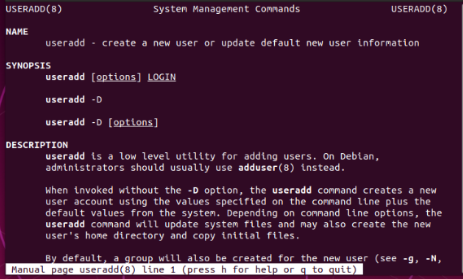 USERADD(8) System Management Commands USERADD(8)
NAME
useradd - create a new user or update default new user information
SYNOPSIS
useradd [options] LOGIN
useradd -D
useradd -D [options]
DESCRIPTION
useradd is a low level utility for adding users. On Debian,
administrators should usually use adduser(8) instead.
When invoked without the -D option, the useradd command creates a new
user account using the values specified on the command line plus the
default values from the system. Depending on command line options, the
useradd command will update system files and may also create the new
user's home directory and copy initial files.
By default, a group will also be created for the new user (see -g, -N,
Manual page useradd(8) line 1 (press h for help or q to quit)